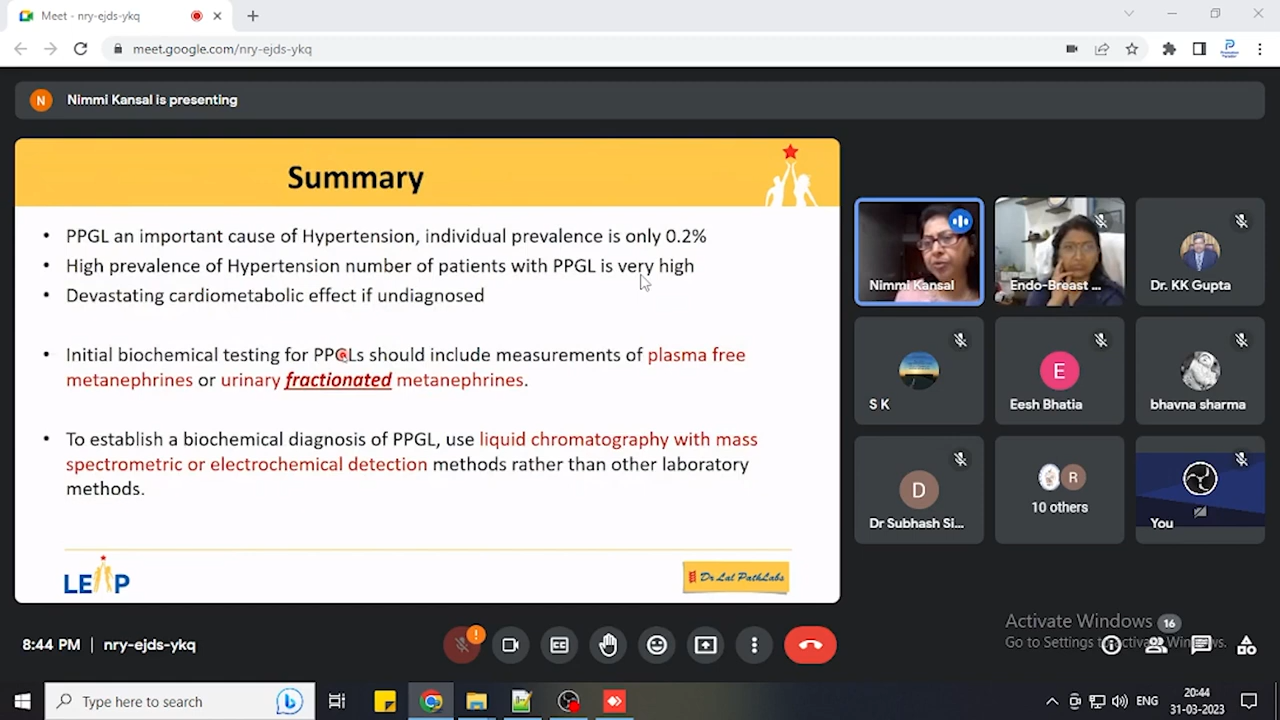 Meet - nry-ejds-ykq
meet.google.com/nry-ejds-ykq
N
Nimmi Kansal is presenting
Summary
• PPGL an important cause of Hypertension, individual prevalence is only 0.2%
• High prevalence of Hypertension number of patients with PPGL is very high
• Devastating cardiometabolic effect if undiagnosed
• Initial biochemical testing for PPGLs should include measurements of plasma free
metanephrines or urinary fractionated metanephrines.
• To establish a biochemical diagnosis of PPGL, use liquid chromatography with mass
spectrometric or electrochemical detection methods rather than other laboratory
methods.
LEAP
Dr Lal PathLabs
Nimmi Kansal
Endo-Breast ...
Dr. KK Gupta
S K
E
Eesh Bhatia
bhavna sharma
D
Dr Subhash Si...
R
10 others
You
8:44 PM | nry-ejds-ykq
Activate Windows
Go to Settings to activate Windows.
16
Type here to search
ENG
20:44
31-03-2023